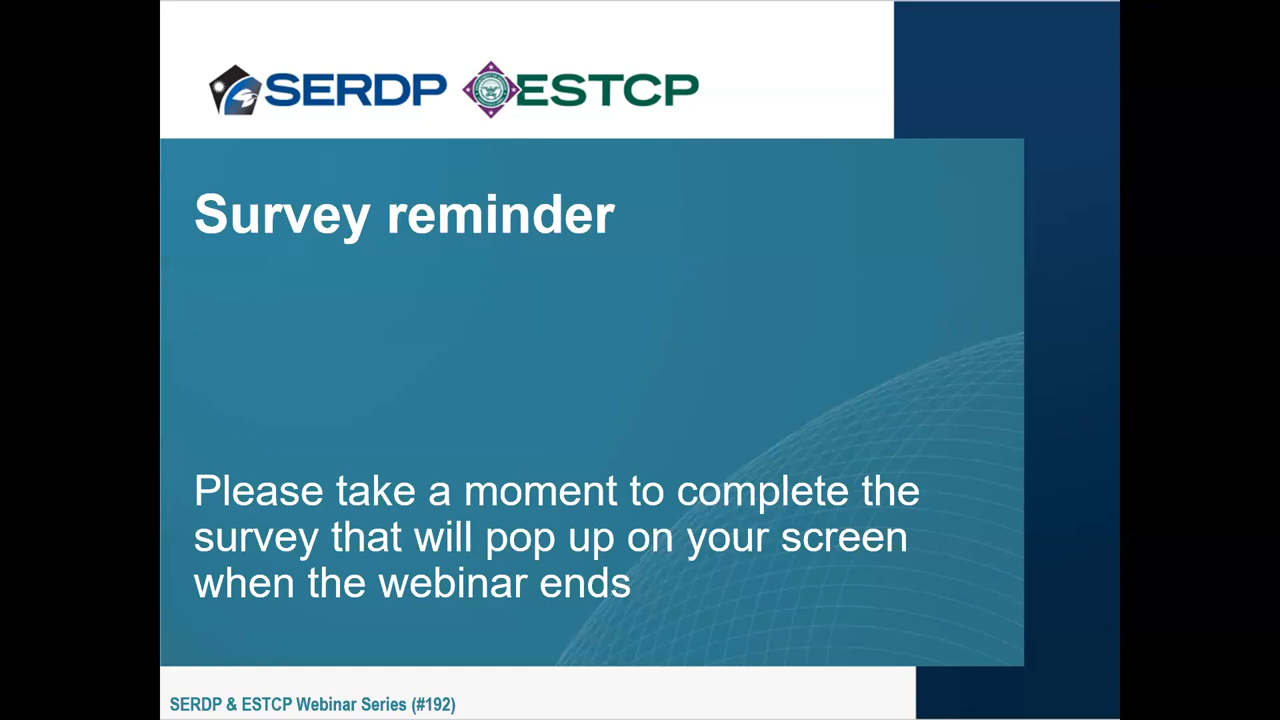 SERDP ESTCP
Survey reminder
Please take a moment to complete the
survey that will pop up on your screen
when the webinar ends
SERDP & ESTCP Webinar Series (#192)